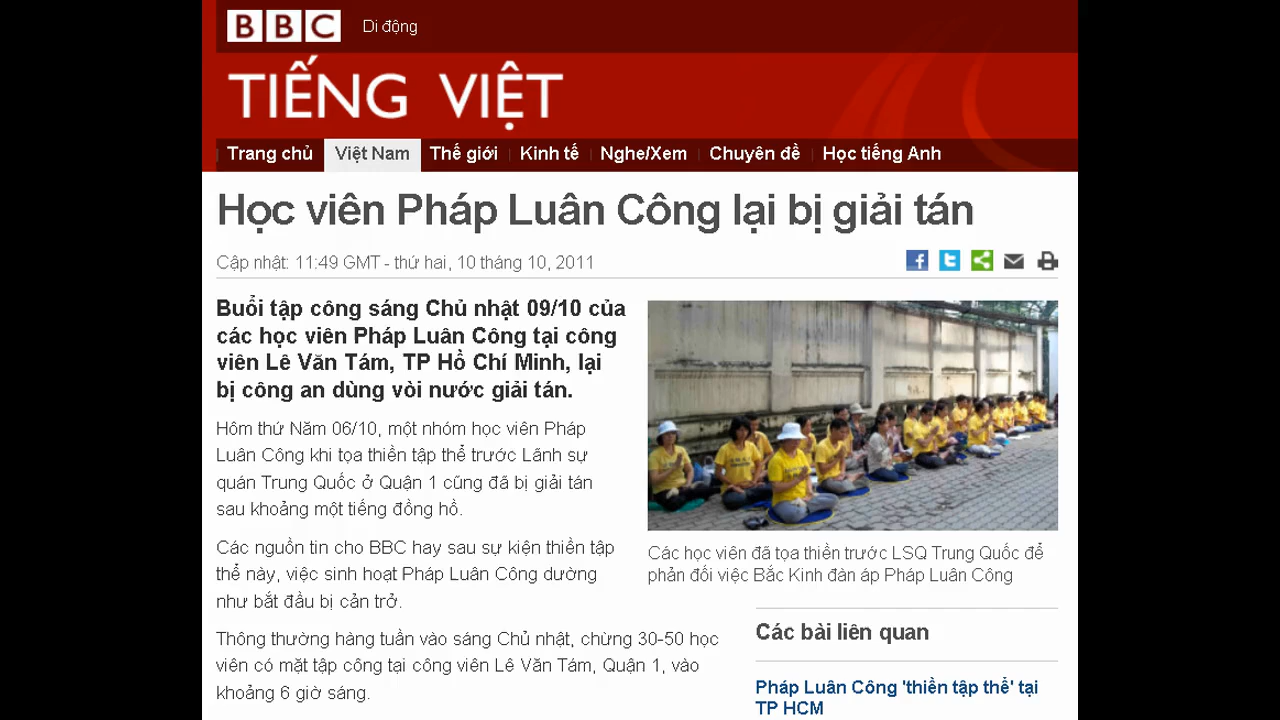 BBC
Di động
TIẾNG VIỆT
Trang chủ
Việt Nam
Thế giới
Kinh tế
Nghe/Xem
Chuyên đề
Học tiếng Anh
Học viên Pháp Luân Công lại bị giải tán
Cập nhật: 11:49 GMT - thứ hai, 10 tháng 10, 2011
Buổi tập công sáng Chủ nhật 09/10 của
các học viên Pháp Luân Công tại công
viên Lê Văn Tám, TP Hồ Chí Minh, lại
bị công an dùng vòi nước giải tán.
Hôm thứ Năm 06/10, một nhóm học viên Pháp
Luân Công khi tọa thiền tập thể trước Lãnh sự
quán Trung Quốc ở Quận 1 cũng đã bị giải tán
sau khoảng một tiếng đồng hồ.
Các nguồn tin cho BBC hay sau sự kiện thiền tập
thể này, việc sinh hoạt Pháp Luân Công dường
như bắt đầu bị cản trở.
Thông thường hàng tuần vào sáng Chủ nhật, chừng 30-50 học
viên có mặt tập công tại công viên Lê Văn Tám, Quận 1, vào
khoảng 6 giờ sáng.
Các học viên đã tọa thiền trước LSQ Trung Quốc để
phản đối việc Bắc Kinh đàn áp Pháp Luân Công
Các bài liên quan
Pháp Luân Công 'thiền tập thể' tại
TP HCM